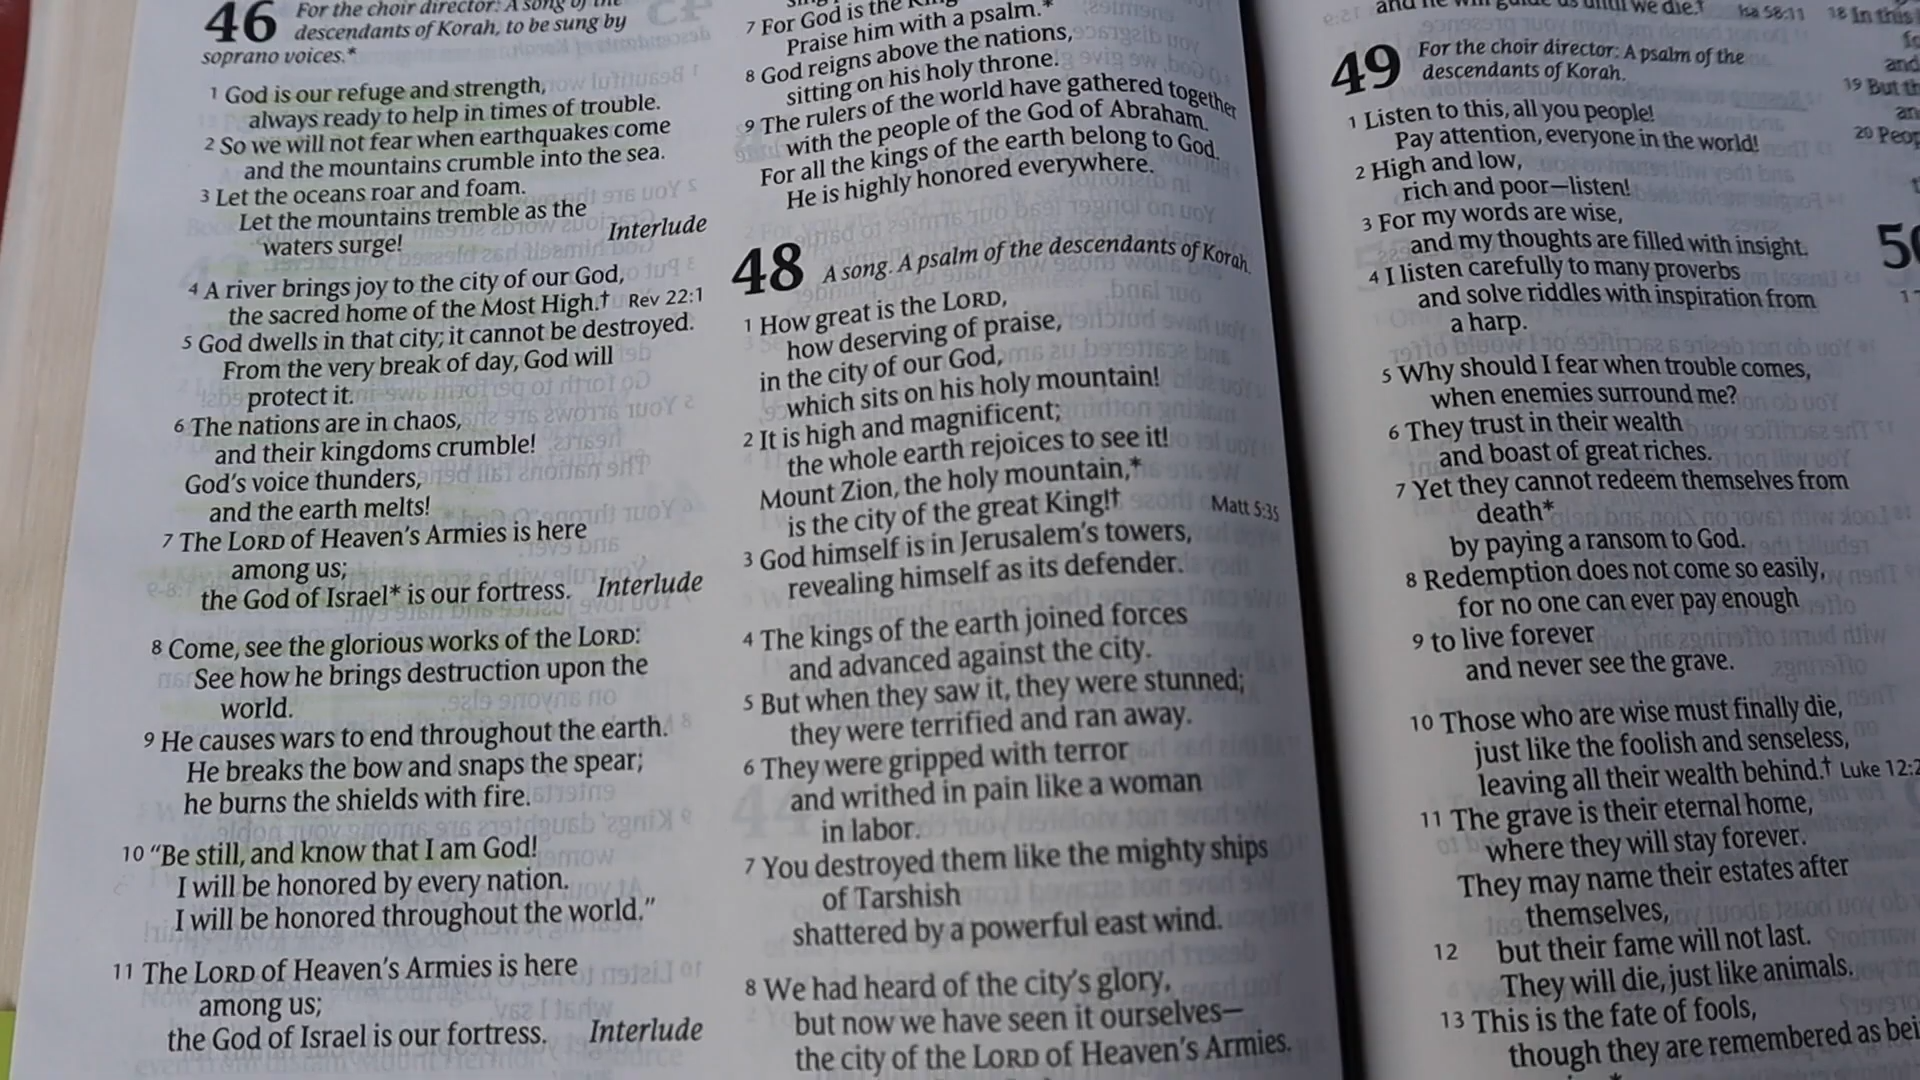 46 For the choir director: A song of the
descendants of Korah, to be sung by
soprano voices.*
1 God is our refuge and strength,
always ready to help in times of trouble.
2 So we will not fear when earthquakes come
and the mountains crumble into the sea.
3 Let the oceans roar and foam.
Let the mountains tremble as the
waters surge! Interlude
4 A river brings joy to the city of our God,
the sacred home of the Most High.† Rev 22:1
5 God dwells in that city; it cannot be destroyed.
From the very break of day, God will
protect it.
6 The nations are in chaos,
and their kingdoms crumble!
God's voice thunders,
and the earth melts!
7 The LORD of Heaven's Armies is here
among us;
the God of Israel* is our fortress. Interlude
8 Come, see the glorious works of the LORD:
See how he brings destruction upon the
world.
9 He causes wars to end throughout the earth.
He breaks the bow and snaps the spear;
he burns the shields with fire.
10 "Be still, and know that I am God!
I will be honored by every nation.
I will be honored throughout the world."
11 The LORD of Heaven's Armies is here
among us;
the God of Israel is our fortress. Interlude
7 For God is the King
Praise him with a psalm.*
8 God reigns above the nations,
sitting on his holy throne.
9 The rulers of the world have gathered together
with the people of the God of Abraham.
For all the kings of the earth belong to God.
He is highly honored everywhere.
48 A song. A psalm of the descendants of Korah.
1 How great is the LORD,
how deserving of praise,
in the city of our God,
which sits on his holy mountain!
2 It is high and magnificent;
the whole earth rejoices to see it!
Mount Zion, the holy mountain,*
is the city of the great King!† Matt 5:35
3 God himself is in Jerusalem's towers,
revealing himself as its defender.
4 The kings of the earth joined forces
and advanced against the city.
5 But when they saw it, they were stunned;
they were terrified and ran away.
6 They were gripped with terror
and writhed in pain like a woman
in labor.
7 You destroyed them like the mighty ships
of Tarshish
shattered by a powerful east wind.
8 We had heard of the city's glory,
but now we have seen it ourselves—
the city of the LORD of Heaven's Armies.
and he will guide us until we die.† Isa 58:11
49 For the choir director: A psalm of the
descendants of Korah.
1 Listen to this, all you people!
Pay attention, everyone in the world!
2 High and low,
rich and poor—listen!
3 For my words are wise,
and my thoughts are filled with insight.
4 I listen carefully to many proverbs
and solve riddles with inspiration from
a harp.
5 Why should I fear when trouble comes,
when enemies surround me?
6 They trust in their wealth
and boast of great riches.
7 Yet they cannot redeem themselves from
death*
by paying a ransom to God.
8 Redemption does not come so easily,
for no one can ever pay enough
9 to live forever
and never see the grave.
10 Those who are wise must finally die,
just like the foolish and senseless,
leaving all their wealth behind.† Luke 12:2
11 The grave is their eternal home,
where they will stay forever.
They may name their estates after
themselves,
12 but their fame will not last.
They will die, just like animals.
13 This is the fate of fools,
though they are remembered as bei
18 In this
and
19 But th
an
20 Peop